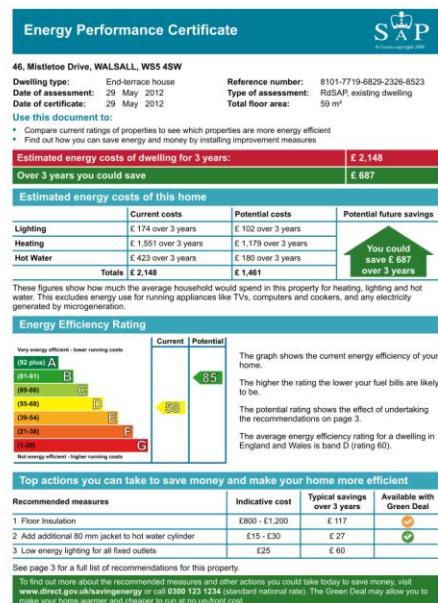 Energy Performance Certificate
SAP
© Crown copyright 2009
46, Mistletoe Drive, WALSALL, WS5 4SW
Dwelling type: End-terrace house Reference number: 8101-7719-6829-2326-8523
Date of assessment: 29 May 2012 Type of assessment: RdSAP, existing dwelling
Date of certificate: 29 May 2012 Total floor area: 59 m²
Use this document to:
• Compare current ratings of properties to see which properties are more energy efficient
• Find out how you can save energy and money by installing improvement measures
Estimated energy costs of dwelling for 3 years: £ 2,148
Over 3 years you could save £ 687
Estimated energy costs of this home
Current costs Potential costs Potential future savings
Lighting £ 174 over 3 years £ 102 over 3 years
Heating £ 1,551 over 3 years £ 1,179 over 3 years
Hot Water £ 423 over 3 years £ 180 over 3 years
Totals £ 2,148 £ 1,461
You could
save £ 687
over 3 years
These figures show how much the average household would spend in this property for heating, lighting and hot
water. This excludes energy use for running appliances like TVs, computers and cookers, and any electricity
generated by microgeneration.
Energy Efficiency Rating
Current Potential
Very energy efficient - lower running costs
(92 plus) A
(81-91) B
(69-80) C
(55-68) D
(39-54) E
(21-38) F
(1-20) G
Not energy efficient - higher running costs
58
85
The graph shows the current energy efficiency of your
home.
The higher the rating the lower your fuel bills are likely
to be.
The potential rating shows the effect of undertaking
the recommendations on page 3.
The average energy efficiency rating for a dwelling in
England and Wales is band D (rating 60).
Top actions you can take to save money and make your home more efficient
Recommended measures Indicative cost Typical savings over 3 years Available with Green Deal
1 Floor Insulation £800 - £1,200 £ 117
2 Add additional 80 mm jacket to hot water cylinder £15 - £30 £ 27
3 Low energy lighting for all fixed outlets £25 £ 60
See page 3 for a full list of recommendations for this property.
To find out more about the recommended measures and other actions you could take today to save money, visit
www.direct.gov.uk/savingenergy or call 0300 123 1234 (standard national rate). The Green Deal may allow you to
make your home warmer and cheaper to run at no up-front cost.